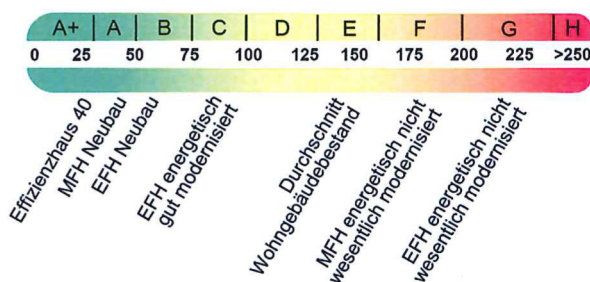 A+ A B C D E F G H
0 25 50 75 100 125 150 175 200 225 >250
Effizienzhaus 40
MFH Neubau
EFH Neubau
EFH energetisch
gut modernisiert
Durchschnitt
Wohngebäudebestand
MFH energetisch nicht
wesentlich modernisiert
EFH energetisch nicht
wesentlich modernisiert